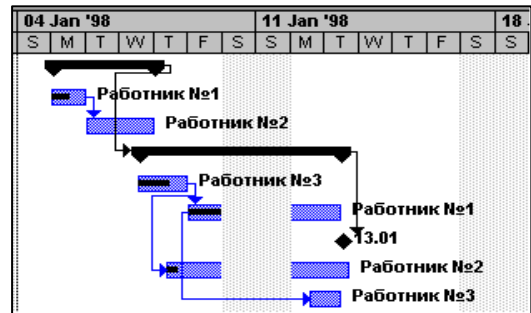 04 Jan '98 11 Jan '98 18
S M T W T F S S M T W T F S S
Работник №1
Работник №2
Работник №3
Работник №1
13.01
Работник №2
Работник №3